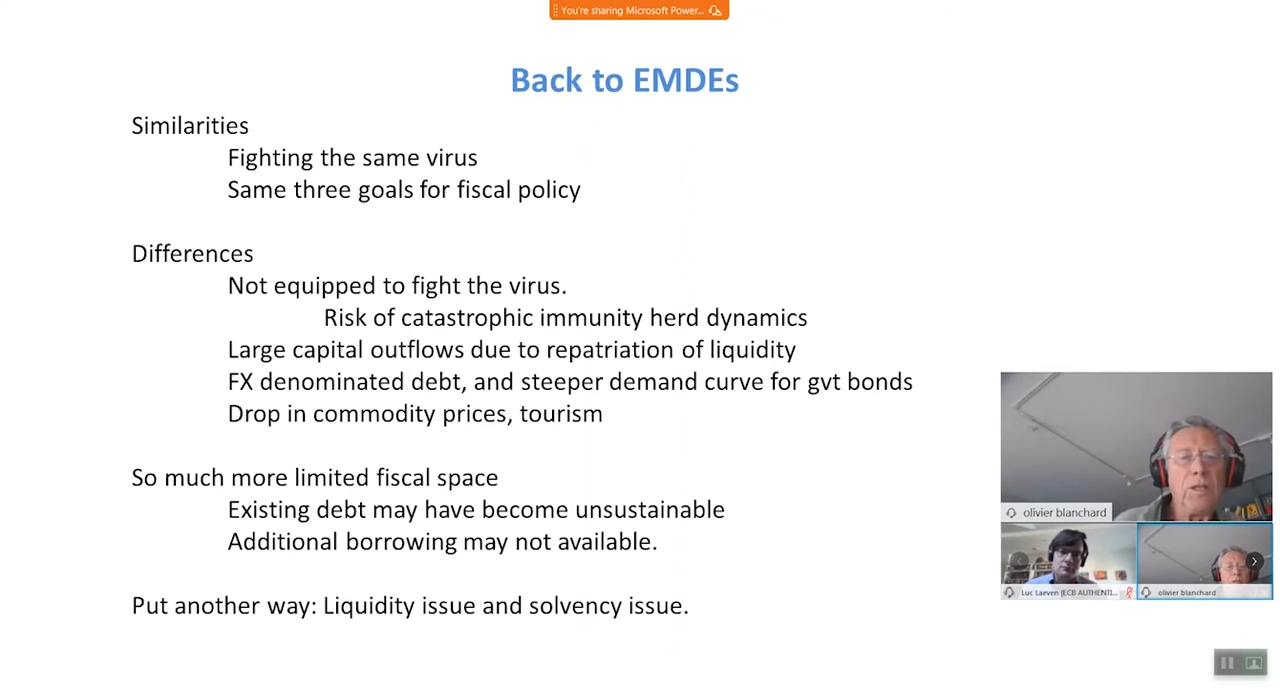 You're sharing Microsoft Power...
Back to EMDEs
Similarities
Fighting the same virus
Same three goals for fiscal policy
Differences
Not equipped to fight the virus.
Risk of catastrophic immunity herd dynamics
Large capital outflows due to repatriation of liquidity
FX denominated debt, and steeper demand curve for gvt bonds
Drop in commodity prices, tourism
So much more limited fiscal space
Existing debt may have become unsustainable
Additional borrowing may not available.
Put another way: Liquidity issue and solvency issue.
olivier blanchard
Luc Laeven (ECB AUTHENTI...
olivier blanchard